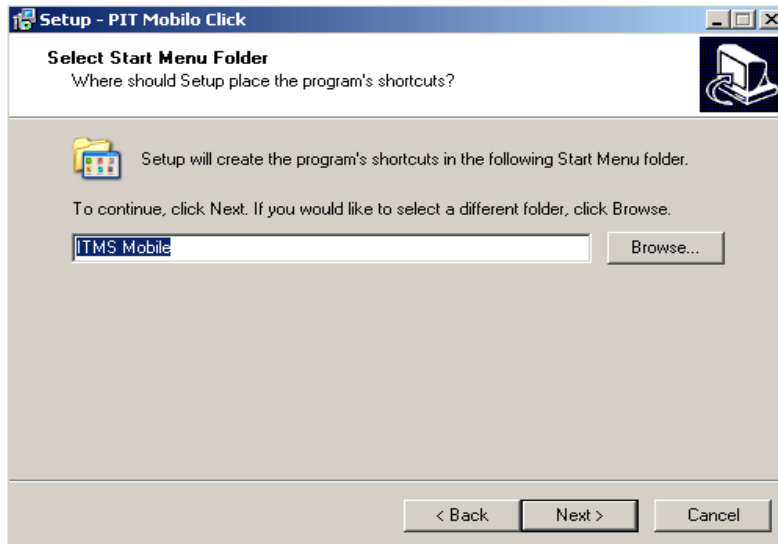 Setup - PIT Mobilo Click
Select Start Menu Folder
Where should Setup place the program's shortcuts?
Setup will create the program's shortcuts in the following Start Menu folder.
To continue, click Next. If you would like to select a different folder, click Browse.
ITMS Mobile
Browse...
< Back
Next >
Cancel